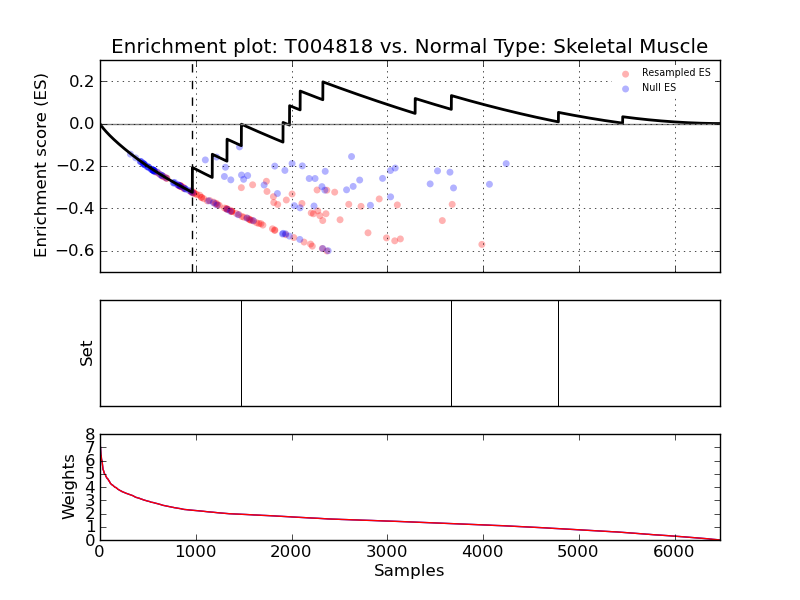 Enrichment plot: T004818 vs. Normal Type: Skeletal Muscle
Enrichment score (ES)
0.2
0.0
−0.2
−0.4
−0.6
Resampled ES
Null ES
Set
Weights
8
7
6
5
4
3
2
1
0
0 1000 2000 3000 4000 5000 6000
Samples